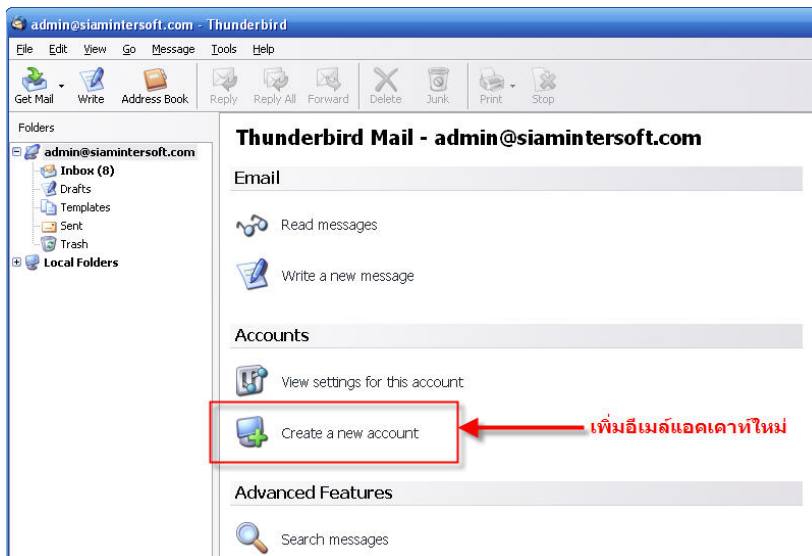 admin@siamintersoft.com - Thunderbird
File Edit View Go Message Tools Help
Get Mail Write Address Book Reply Reply All Forward Delete Junk Print Stop
Folders
admin@siamintersoft.com
Inbox (8)
Drafts
Templates
Sent
Trash
Local Folders
Thunderbird Mail - admin@siamintersoft.com
Email
Read messages
Write a new message
Accounts
View settings for this account
Create a new account
เพิ่มอีเมล์แอคเคาท์ใหม่
Advanced Features
Search messages